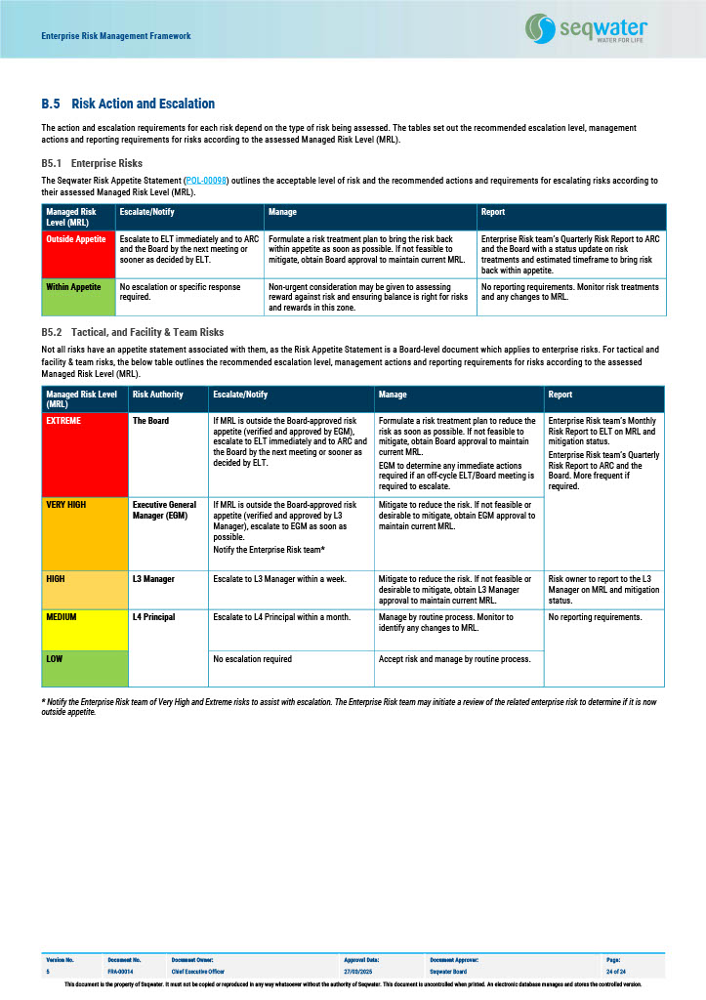 Enterprise Risk Management Framework
seqwater
WATER FOR LIFE
B.5 Risk Action and Escalation
The action and escalation requirements for each risk depend on the type of risk being assessed. The tables set out the recommended escalation level, management
actions and reporting requirements for risks according to the assessed Managed Risk Level (MRL).
B5.1 Enterprise Risks
The Seqwater Risk Appetite Statement (POL-00098) outlines the acceptable level of risk and the recommended actions and requirements for escalating risks according to
their assessed Managed Risk Level (MRL).
Managed Risk
Level (MRL)
Escalate/Notify
Manage
Report
Outside Appetite
Escalate to ELT immediately and to ARC
and the Board by the next meeting or
sooner as decided by ELT.
Formulate a risk treatment plan to bring the risk back
within appetite as soon as possible. If not feasible to
mitigate, obtain Board approval to maintain current MRL.
Enterprise Risk team's Quarterly Risk Report to ARC
and the Board with a status update on risk
treatments and estimated timeframe to bring risk
back within appetite.
Within Appetite
No escalation or specific response
required.
Non-urgent consideration may be given to assessing
reward against risk and ensuring balance is right for risks
and rewards in this zone.
No reporting requirements. Monitor risk treatments
and any changes to MRL.
B5.2 Tactical, and Facility & Team Risks
Not all risks have an appetite statement associated with them, as the Risk Appetite Statement is a Board-level document which applies to enterprise risks. For tactical and
facility & team risks, the below table outlines the recommended escalation level, management actions and reporting requirements for risks according to the assessed
Managed Risk Level (MRL).
Managed Risk Level
(MRL)
Risk Authority
Escalate/Notify
Manage
Report
EXTREME
The Board
If MRL is outside the Board-approved risk
appetite (verified and approved by EGM),
escalate to ELT immediately and to ARC and
the Board by the next meeting or sooner as
decided by ELT.
Formulate a risk treatment plan to reduce the
risk as soon as possible. If not feasible to
mitigate, obtain Board approval to maintain
current MRL.
EGM to determine any immediate actions
required if an off-cycle ELT/Board meeting is
required to escalate.
Enterprise Risk team's Monthly
Risk Report to ELT on MRL and
mitigation status.
Enterprise Risk team's Quarterly
Risk Report to ARC and the
Board. More frequent if
required.
VERY HIGH
Executive General
Manager (EGM)
If MRL is outside the Board-approved risk
appetite (verified and approved by L3
Manager), escalate to EGM as soon as
possible.
Notify the Enterprise Risk team*
Mitigate to reduce the risk. If not feasible or
desirable to mitigate, obtain EGM approval to
maintain current MRL.
HIGH
L3 Manager
Escalate to L3 Manager within a week.
Mitigate to reduce the risk. If not feasible or
desirable to mitigate, obtain L3 Manager
approval to maintain current MRL.
Risk owner to report to the L3
Manager on MRL and mitigation
status.
MEDIUM
L4 Principal
Escalate to L4 Principal within a month.
Manage by routine process. Monitor to
identify any changes to MRL.
No reporting requirements.
LOW
No escalation required
Accept risk and manage by routine process.
* Notify the Enterprise Risk team of Very High and Extreme risks to assist with escalation. The Enterprise Risk team may initiate a review of the related enterprise risk to determine if it is now
outside appetite.
Version No.
Document No.
Document Owner:
Approval Date:
Document Approver:
Page:
5
FRA-00014
Chief Executive Officer
27/03/2025
Seqwater Board
24 of 24
This document is the property of Seqwater. It must not be copied or reproduced in any way whatsoever without the authority of Seqwater. This document is uncontrolled when printed. An electronic database manages and stores the controlled version.